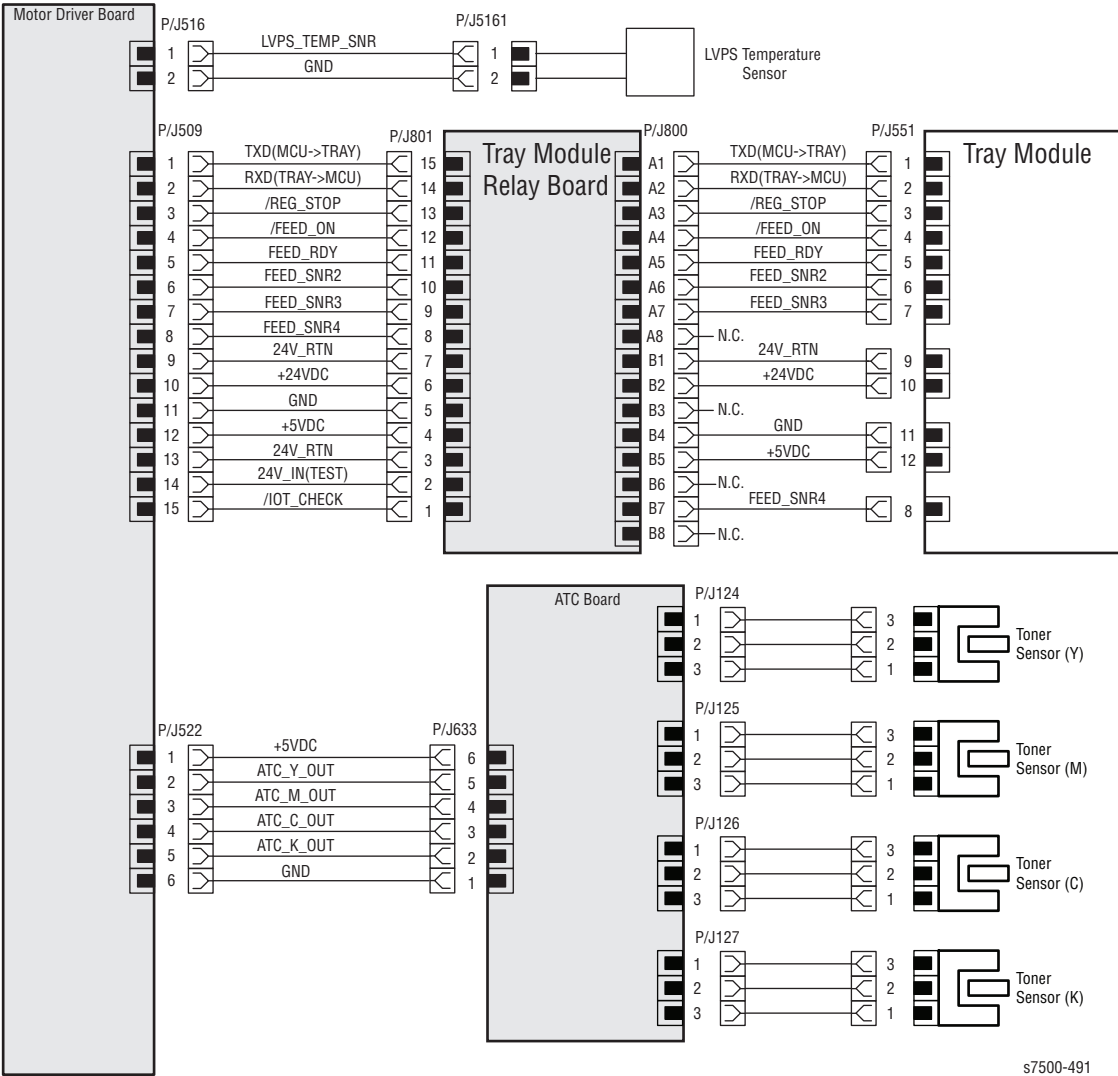 Motor Driver Board
P/J516 P/J5161
1 LVPS_TEMP_SNR 1
2 GND 2
LVPS Temperature
Sensor
P/J509 P/J801 P/J800 P/J551
Tray Module
Relay Board
Tray Module
1 TXD(MCU->TRAY) 15 A1 TXD(MCU->TRAY) 1
2 RXD(TRAY->MCU) 14 A2 RXD(TRAY->MCU) 2
3 /REG_STOP 13 A3 /REG_STOP 3
4 /FEED_ON 12 A4 /FEED_ON 4
5 FEED_RDY 11 A5 FEED_RDY 5
6 FEED_SNR2 10 A6 FEED_SNR2 6
7 FEED_SNR3 9 A7 FEED_SNR3 7
8 FEED_SNR4 8 A8 N.C.
9 24V_RTN 7 B1 24V_RTN 9
10 +24VDC 6 B2 +24VDC 10
11 GND 5 B3 N.C.
12 +5VDC 4 B4 GND 11
13 24V_RTN 3 B5 +5VDC 12
14 24V_IN(TEST) 2 B6 N.C.
15 /IOT_CHECK 1 B7 FEED_SNR4 8
B8 N.C.
ATC Board
P/J124
1 3
2 2
3 1
Toner
Sensor (Y)
P/J125
1 3
2 2
3 1
Toner
Sensor (M)
P/J522 P/J633
1 +5VDC 6
2 ATC_Y_OUT 5
3 ATC_M_OUT 4
4 ATC_C_OUT 3
5 ATC_K_OUT 2
6 GND 1
P/J126
1 3
2 2
3 1
Toner
Sensor (C)
P/J127
1 3
2 2
3 1
Toner
Sensor (K)
s7500-491